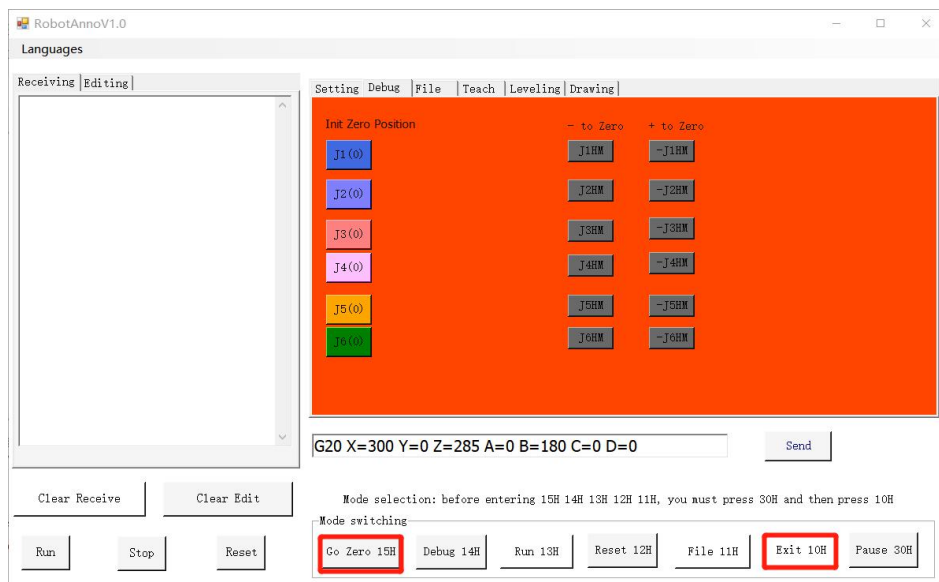 RobotAnnoV1.0
Languages
Receiving Editing
Setting Debug File Teach Leveling Drawing
Init Zero Position - to Zero + to Zero
J1(0) J1HM -J1HM
J2(0) J2HM -J2HM
J3(0) J3HM -J3HM
J4(0) J4HM -J4HM
J5(0) J5HM -J5HM
J6(0) J6HM -J6HM
G20 X=300 Y=0 Z=285 A=0 B=180 C=0 D=0 Send
Clear Receive Clear Edit
Mode selection: before entering 15H 14H 13H 12H 11H, you must press 30H and then press 10H
Mode switching
Run Stop Reset
Go Zero 15H Debug 14H Run 13H Reset 12H File 11H Exit 10H Pause 30H